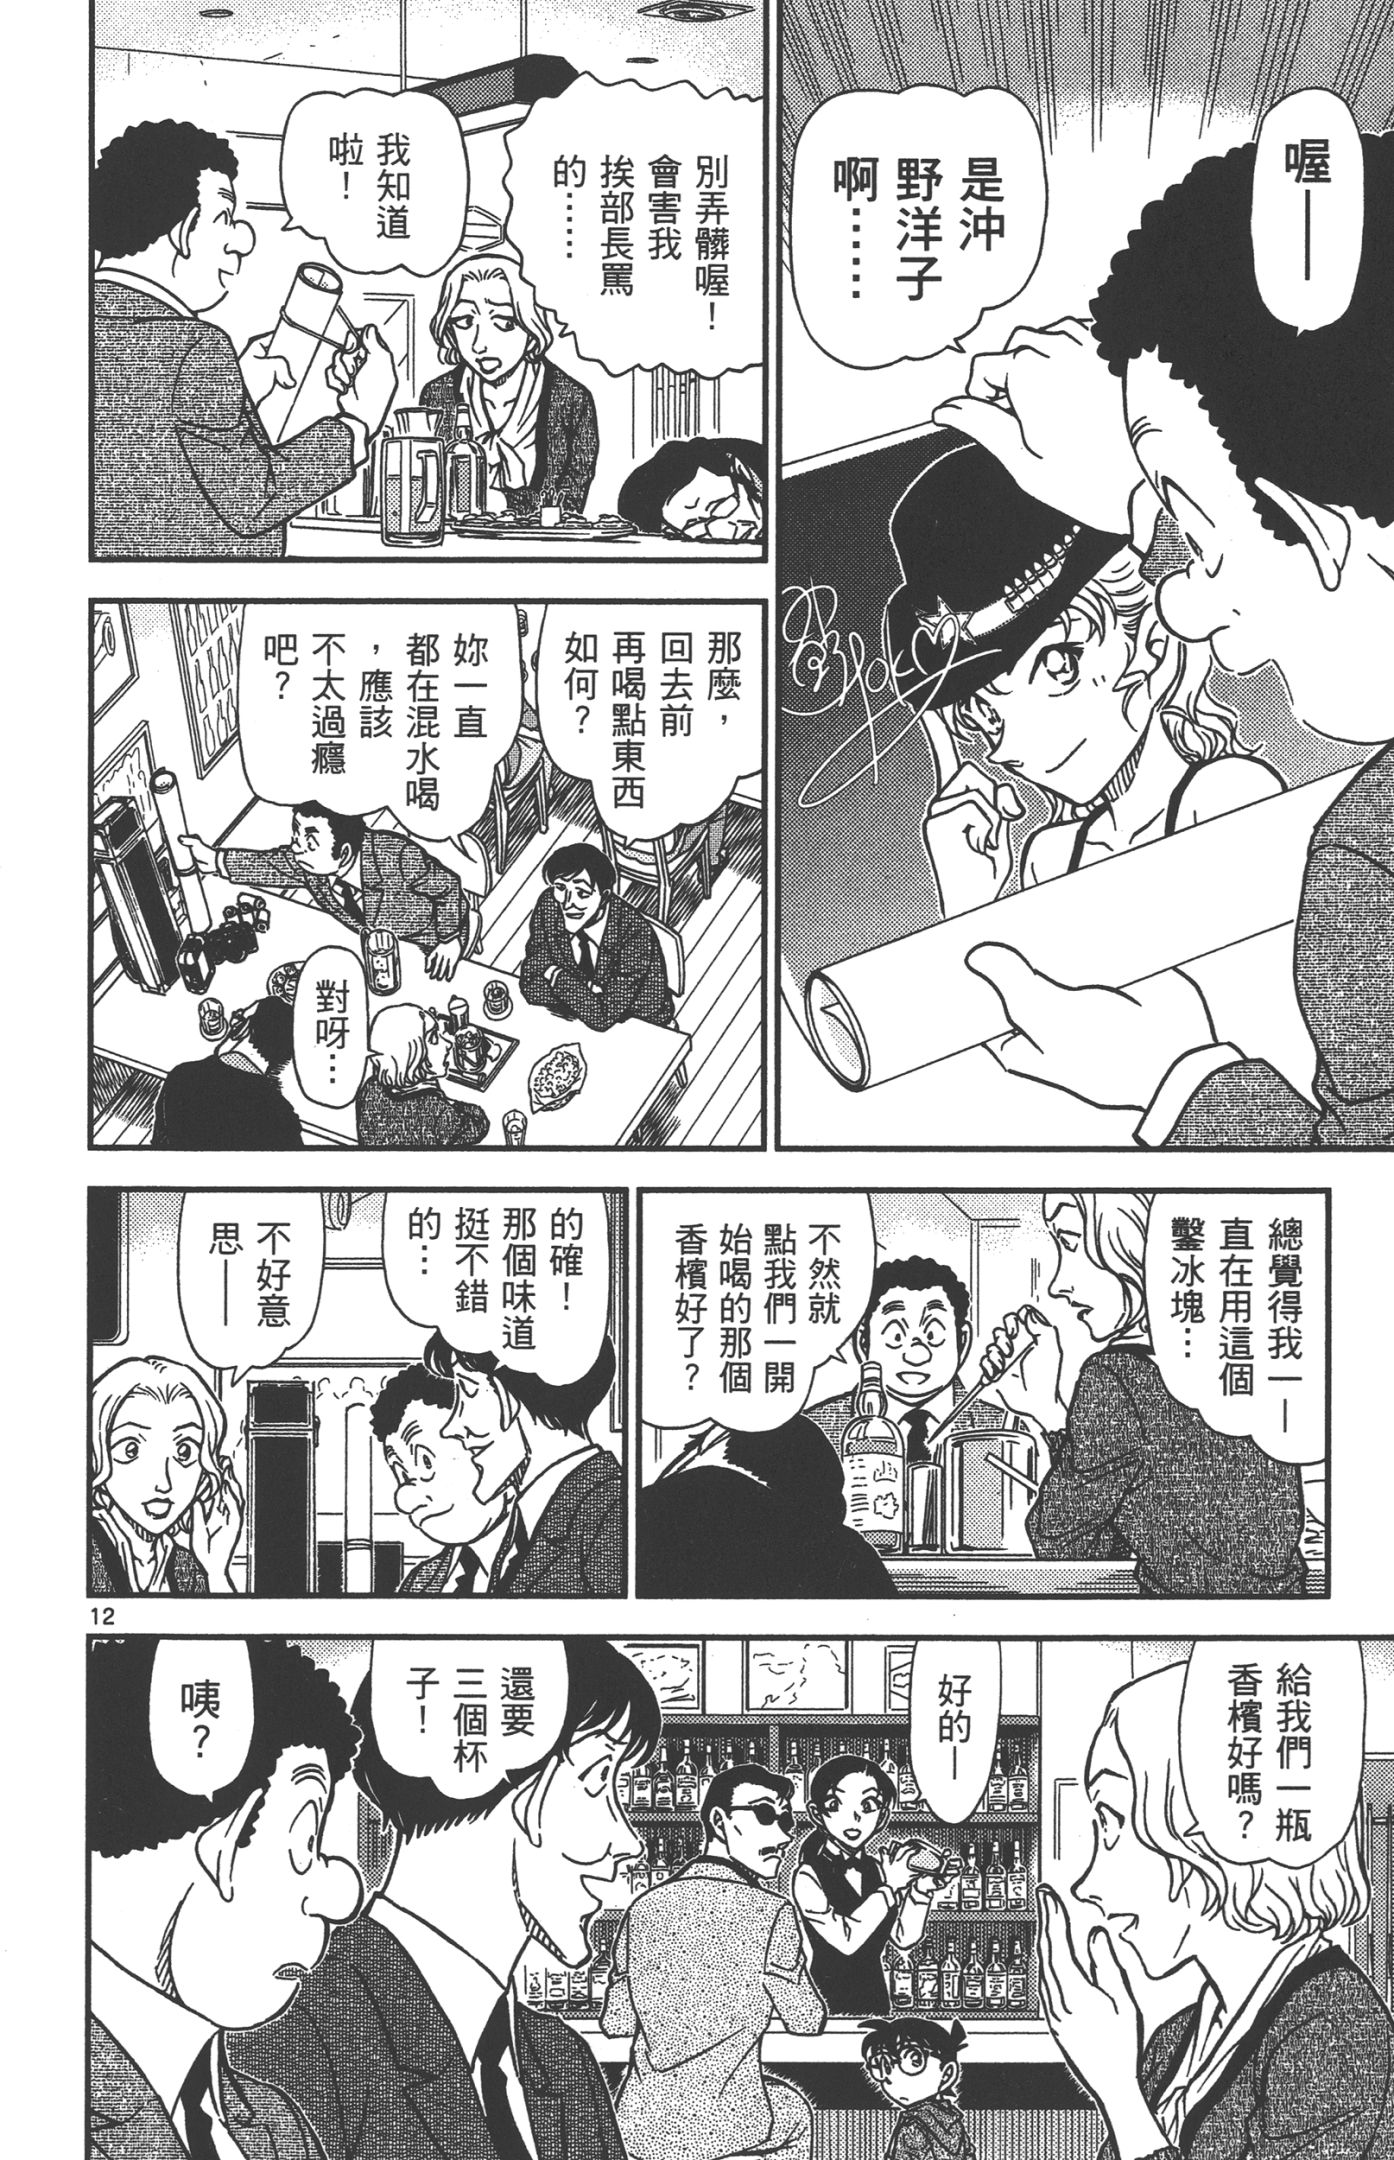 喔—
是沖
野洋子
啊……
別弄髒喔！
會害我
挨部長罵
的……
我知道
啦！
那麼，
回去前
再喝點東西
如何？
妳一直
都在混水喝
，應該
不太過癮
吧？
對呀…
總覺得我一
直在用這個
鑿冰塊…
不然就
點我們一開
始喝的那個
香檳好了？
的確！
那個味道
挺不錯
的…
不好意
思—
12
給我們一瓶
香檳好嗎？
好的—
還要
三個杯
子！
咦？